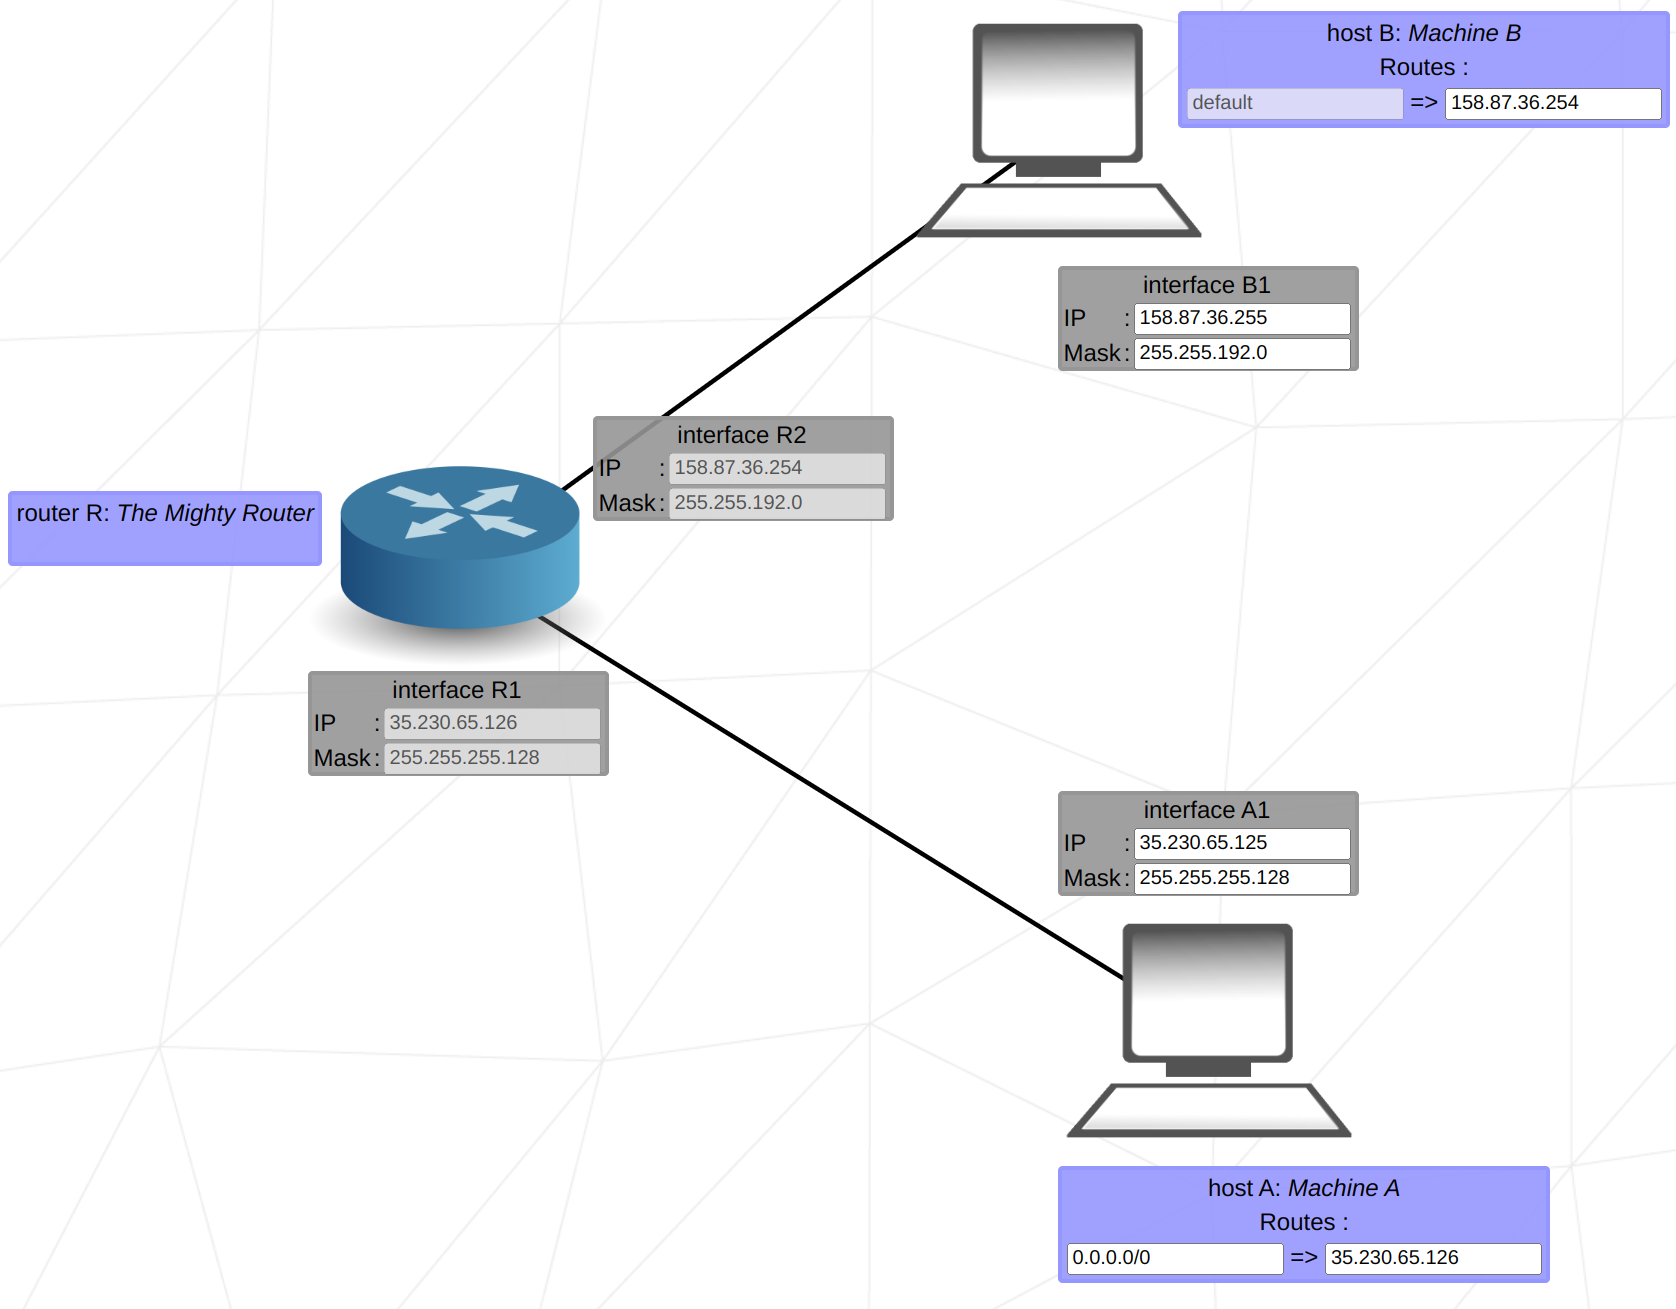 host B: Machine B
Routes :
default => 158.87.36.254
interface B1
IP : 158.87.36.255
Mask : 255.255.192.0
interface R2
IP : 158.87.36.254
Mask : 255.255.192.0
router R: The Mighty Router
interface R1
IP : 35.230.65.126
Mask : 255.255.255.128
interface A1
IP : 35.230.65.125
Mask : 255.255.255.128
host A: Machine A
Routes :
0.0.0.0/0 => 35.230.65.126